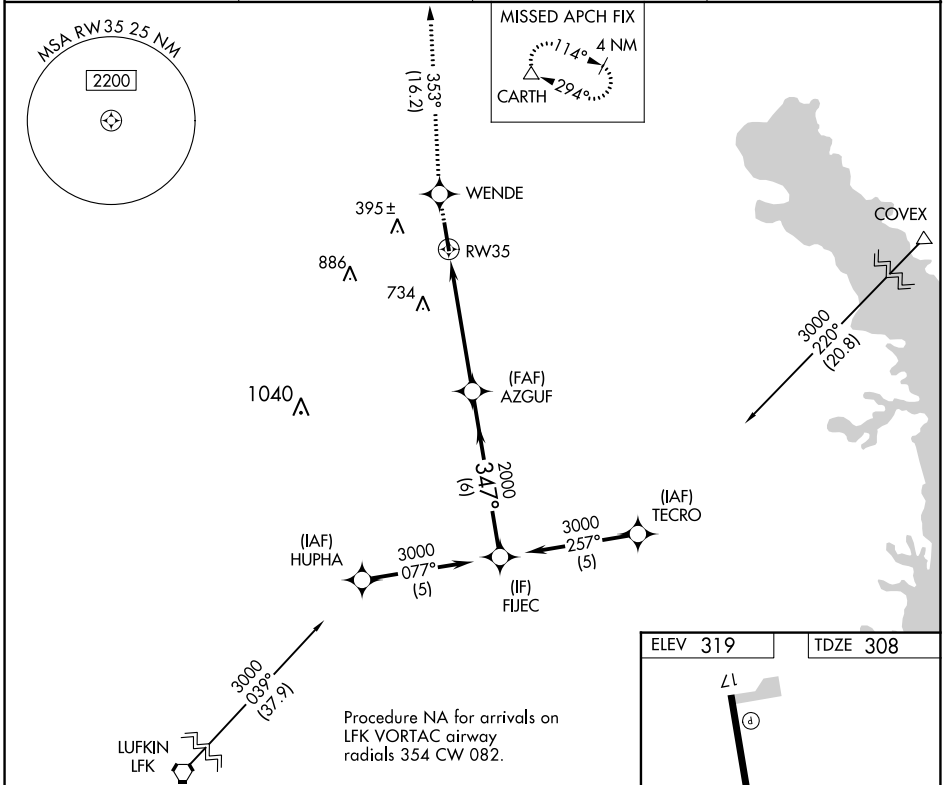 MSA RW35 25 NM
2200
353°
(16.2)
MISSED APCH FIX
114°
4 NM
294°
CARTH
WENDE
395±
RW35
886
734
COVEX
3000
220°
(20.8)
(FAF)
AZGUF
1040
2000
347°
(6)
(IAF)
TECRO
3000
257°
(5)
(IAF)
HUPHA
3000
077°
(5)
(IF)
FIJEC
3000
039°
(37.9)
LUFKIN
LFK
Procedure NA for arrivals on
LFK VORTAC airway
radials 354 CW 082.
ELEV 319
TDZE 308
17
P